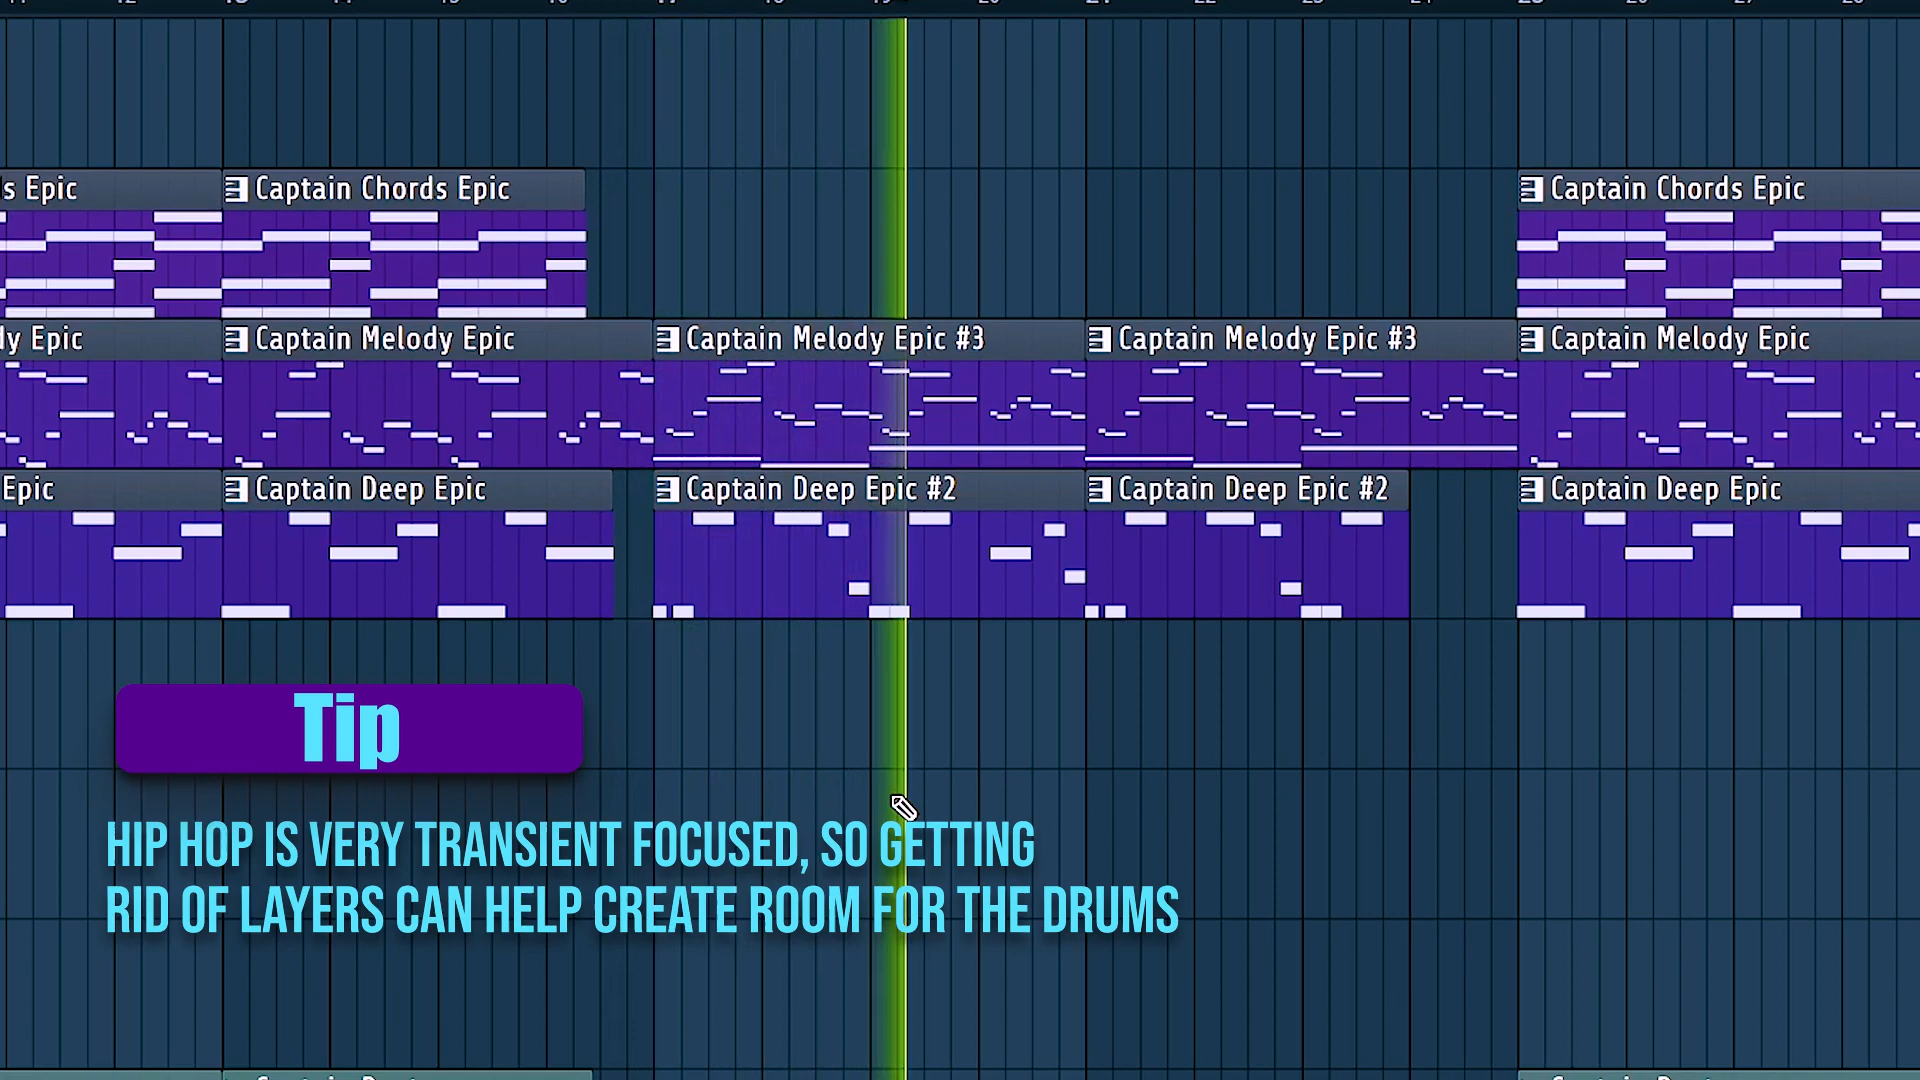 s Epic
Captain Chords Epic
Captain Chords Epic
dy Epic
Captain Melody Epic
Captain Melody Epic #3
Captain Melody Epic #3
Captain Melody Epic
Epic
Captain Deep Epic
Captain Deep Epic #2
Captain Deep Epic #2
Captain Deep Epic
Tip
HIP HOP IS VERY TRANSIENT FOCUSED, SO GETTING
RID OF LAYERS CAN HELP CREATE ROOM FOR THE DRUMS